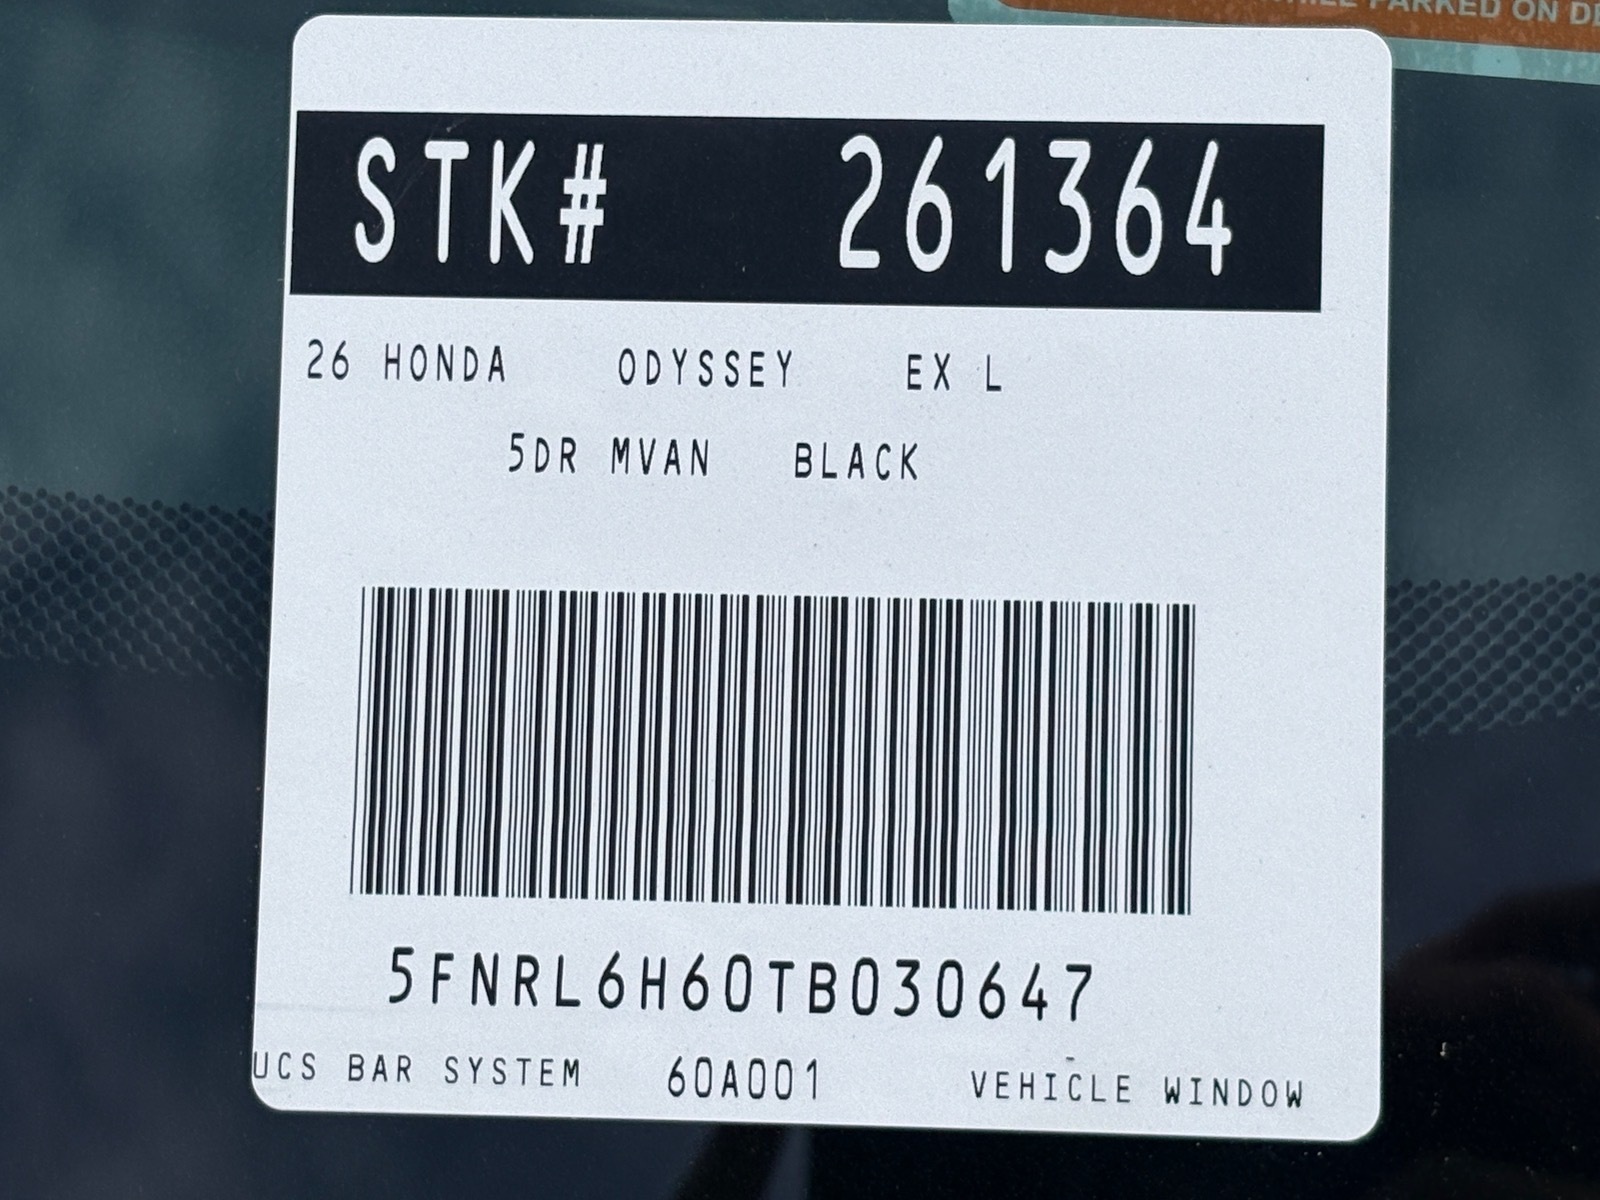 PARKED ON
STK# 261364
26 HONDA ODYSSEY EX L
5DR MVAN BLACK
5FNRL6H60TB030647
UCS BAR SYSTEM 60A001 VEHICLE WINDOW